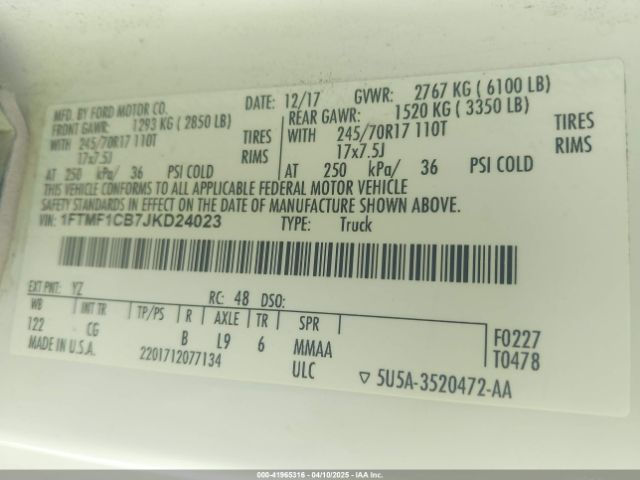 MFD. BY FORD MOTOR CO. DATE: 12/17 GVWR: 2767 KG ( 6100 LB)
FRONT GAWR: 1293 KG ( 2850 LB) REAR GAWR: 1520 KG ( 3350 LB)
WITH 245/70R17 110T TIRES WITH 245/70R17 110T TIRES
17x7.5J RIMS 17x7.5J RIMS
AT 250 kPa/ 36 PSI COLD AT 250 kPa/ 36 PSI COLD
THIS VEHICLE CONFORMS TO ALL APPLICABLE FEDERAL MOTOR VEHICLE
SAFETY STANDARDS IN EFFECT ON THE DATE OF MANUFACTURE SHOWN ABOVE.
VIN: 1FTMF1CB7JKD24023 TYPE: Truck
EXT PNT: YZ RC: 48 DSO:
WB INT TR TP/PS R AXLE TR SPR
122 CG B L9 6 MMAA F0227
MADE IN U.S.A. 2201712077134 ULC T0478
▽ 5U5A-3520472-AA
000-41965316 - 04/10/2025 - IAAI, Inc.